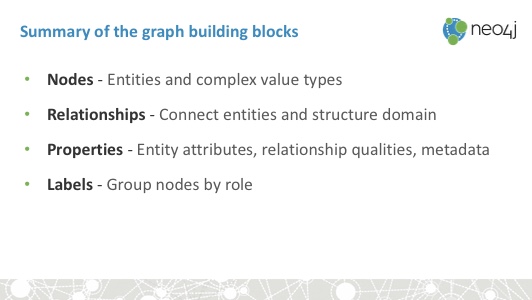 Summary of the graph building blocks
neo4j
• Nodes - Entities and complex value types
• Relationships - Connect entities and structure domain
• Properties - Entity attributes, relationship qualities, metadata
• Labels - Group nodes by role